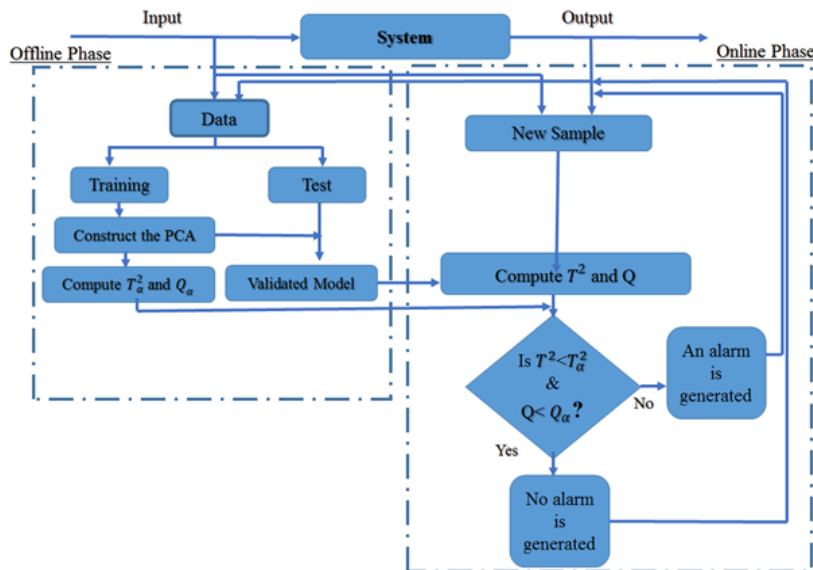 Input
Output
System
Offline Phase
Online Phase
Data
New Sample
Training
Test
Construct the PCA
Compute T²α and Qα
Validated Model
Compute T² and Q
Is T²<T²α
&
Q< Qα?
No
An alarm
is
generated
Yes
No alarm
is
generated